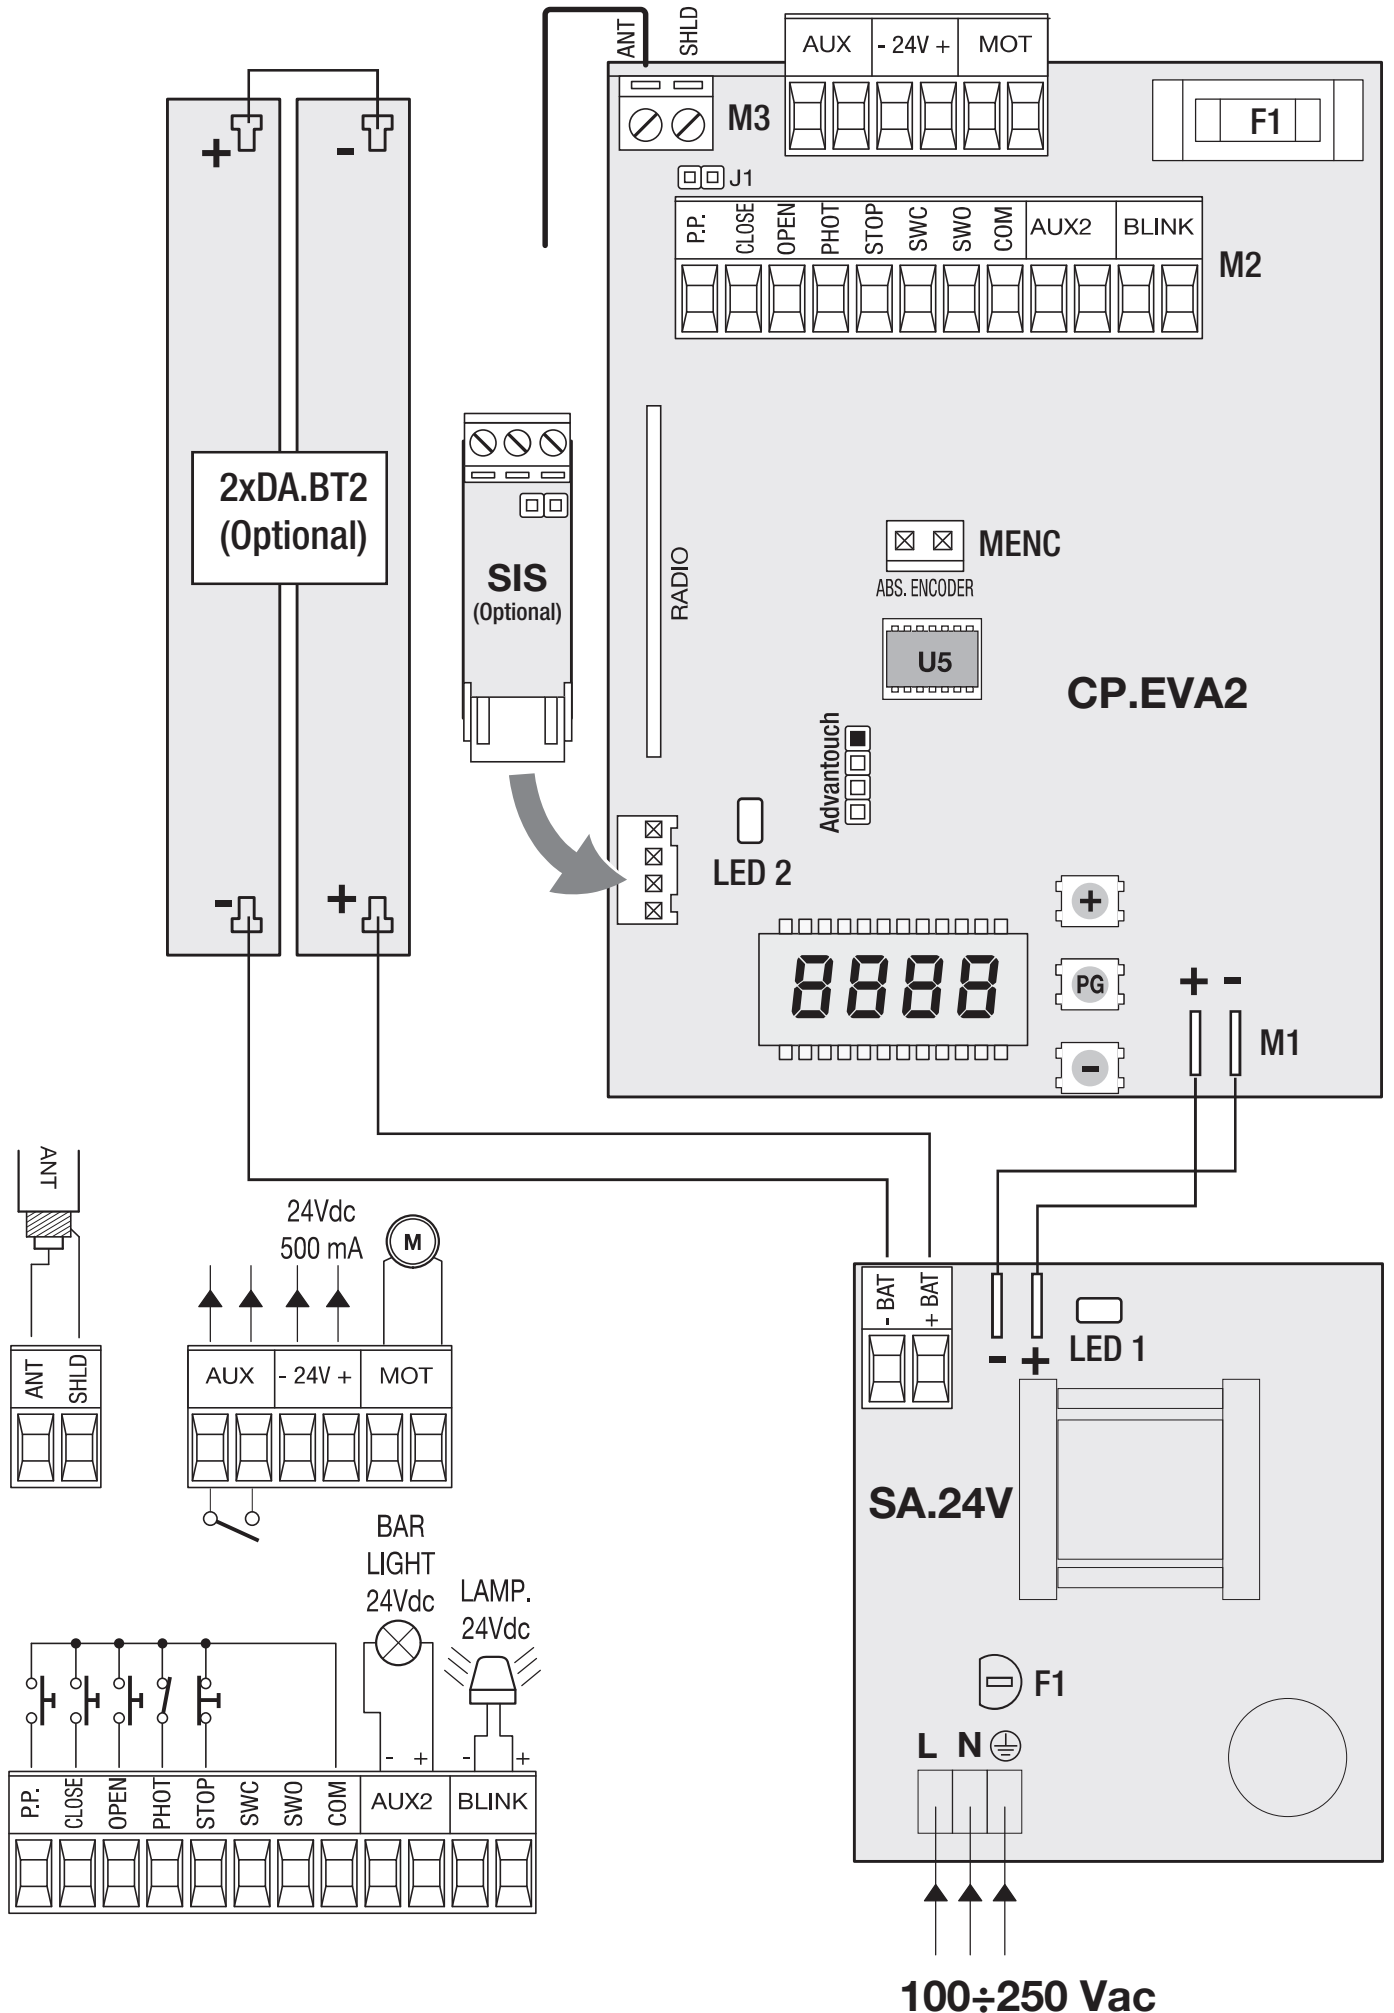 ANT SHLD
AUX - 24V + MOT
M3
F1
J1
P.P. CLOSE OPEN PHOT STOP SWC SWO COM AUX2 BLINK
M2
+ -
2xDA.BT2
(Optional)
SIS
(Optional)
RADIO
MENC
ABS. ENCODER
U5
CP.EVA2
Advantouch
LED 2
- +
+
8888
PG
-
+ -
M1
ANT
24Vdc
500 mA
M
- BAT + BAT
- +
LED 1
ANT SHLD
AUX - 24V + MOT
SA.24V
BAR
LIGHT
24Vdc
LAMP.
24Vdc
F1
L N
- + - +
P.P. CLOSE OPEN PHOT STOP SWC SWO COM AUX2 BLINK
100÷250 Vac